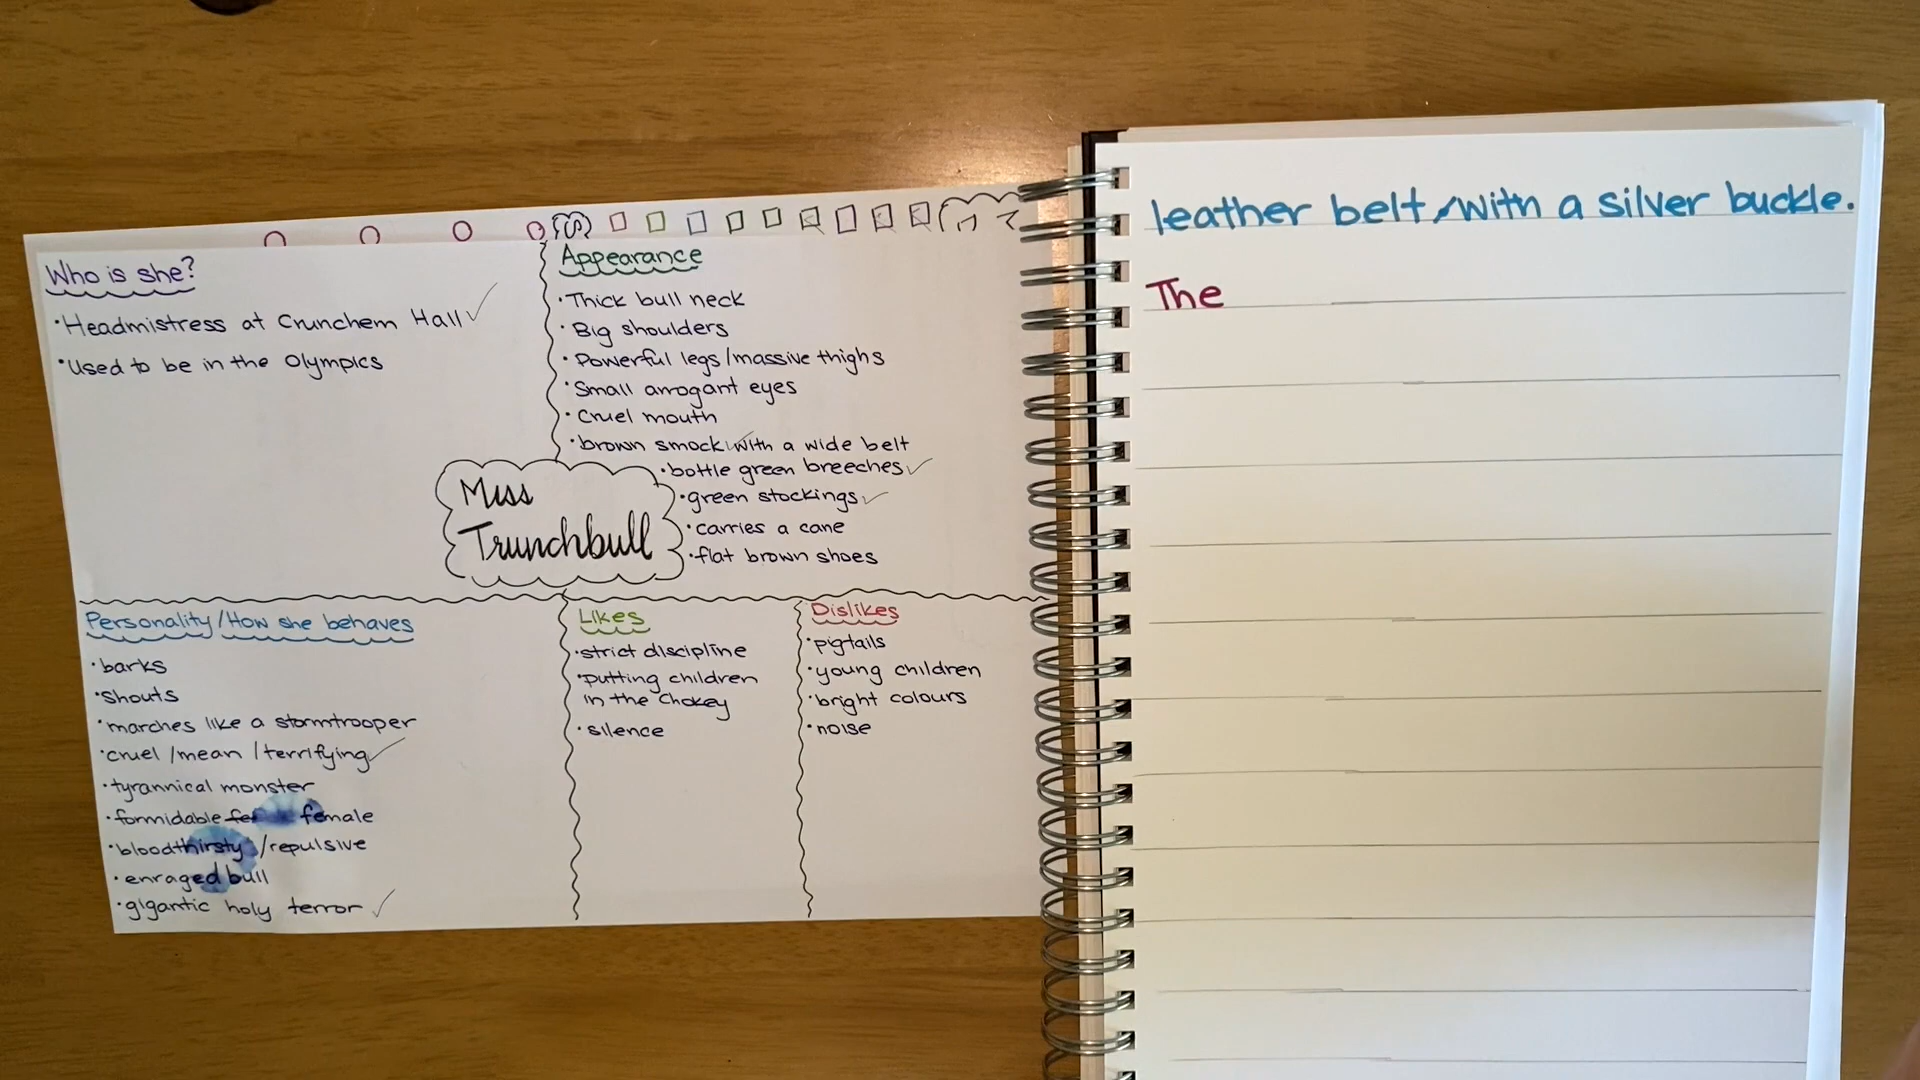 Who is she?
·Headmistress at Crunchem Hall
·Used to be in the Olympics
Appearance
·Thick bull neck
·Big shoulders
·Powerful legs/massive thighs
·Small arrogant eyes
·Cruel mouth
·brown smock with a wide belt
·bottle green breeches
·green stockings
·carries a cane
·flat brown shoes
Miss
Trunchbull
Personality/How she behaves
·barks
·shouts
·marches like a stormtrooper
·cruel/mean/terrifying
·tyrannical monster
·formidable female
·bloodthirsty/repulsive
·enraged bull
·gigantic holy terror
Likes
·strict discipline
·putting children
in the Chokey
·silence
Dislikes
·pigtails
·young children
·bright colours
·noise
leather belt, with a silver buckle.
The